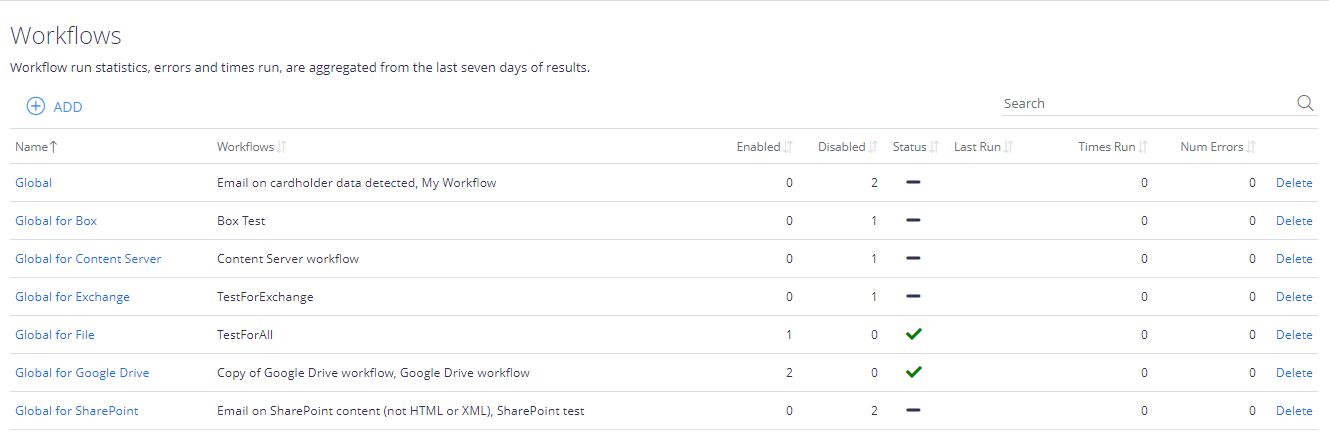 Workflows
Workflow run statistics, errors and times run, are aggregated from the last seven days of results.
ADD Search
Name Workflows Enabled Disabled Status Last Run Times Run Num Errors
Global Email on cardholder data detected, My Workflow 0 2 0 0 Delete
Global for Box Box Test 0 1 0 0 Delete
Global for Content Server Content Server workflow 0 1 0 0 Delete
Global for Exchange TestForExchange 0 1 0 0 Delete
Global for File TestForAll 1 0 0 0 Delete
Global for Google Drive Copy of Google Drive workflow, Google Drive workflow 2 0 0 0 Delete
Global for SharePoint Email on SharePoint content (not HTML or XML), SharePoint test 0 2 0 0 Delete